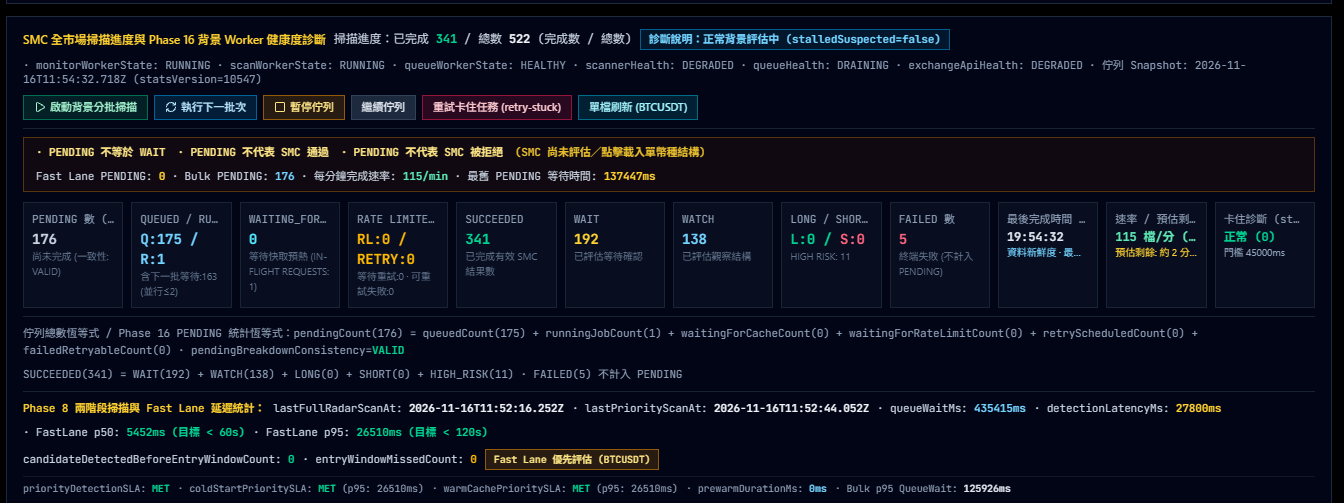 SMC 全市場掃描進度與 Phase 16 背景 Worker 健康度診斷 掃描進度：已完成 341 / 總數 522 (完成數 / 總數) 診斷說明：正常背景評估中 (stalledSuspected=false)
· monitorWorkerState: RUNNING · scanWorkerState: RUNNING · queueWorkerState: HEALTHY · scannerHealth: DEGRADED · queueHealth: DRAINING · exchangeApiHealth: DEGRADED · 佇列 Snapshot: 2026-11-
16T11:54:32.718Z (statsVersion=10547)
啟動背景分批掃描 執行下一批次 暫停佇列 繼續佇列 重試卡住任務 (retry-stuck) 單檔刷新 (BTCUSDT)
· PENDING 不等於 WAIT · PENDING 不代表 SMC 通過 · PENDING 不代表 SMC 被拒絕 (SMC 尚未評估／點擊載入單幣種結構)
Fast Lane PENDING: 0 · Bulk PENDING: 176 · 每分鐘完成速率: 115/min · 最舊 PENDING 等待時間: 137447ms
PENDING 數 (…
176
尚未完成 (一致性:
VALID)
QUEUED / RU…
Q:175 /
R:1
含下一批等待:163
(並行≤2)
WAITING_FOR…
0
等待快取預熱 (IN-
FLIGHT REQUESTS:
1)
RATE LIMITE…
RL:0 /
RETRY:0
等待重試:0 · 可重
試失敗:0
SUCCEEDED
341
已完成有效 SMC
結果數
WAIT
192
已評估等待確認
WATCH
138
已評估觀察結構
LONG / SHOR…
L:0 / S:0
HIGH RISK: 11
FAILED 數
5
終端失敗 (不計入
PENDING)
最後完成時間 …
19:54:32
資料新鮮度 · 最…
速率 / 預估剩…
115 檔/分 (…
預估剩餘: 約 2 分…
卡住診斷 (st…
正常 (0)
門檻 45000ms
佇列總數恆等式 / Phase 16 PENDING 統計恆等式：pendingCount(176) = queuedCount(175) + runningJobCount(1) + waitingForCacheCount(0) + waitingForRateLimitCount(0) + retryScheduledCount(0) +
failedRetryableCount(0) · pendingBreakdownConsistency=VALID
SUCCEEDED(341) = WAIT(192) + WATCH(138) + LONG(0) + SHORT(0) + HIGH_RISK(11) · FAILED(5) 不計入 PENDING
Phase 8 兩階段掃描與 Fast Lane 延遲統計： lastFullRadarScanAt: 2026-11-16T11:52:16.252Z · lastPriorityScanAt: 2026-11-16T11:52:44.052Z · queueWaitMs: 435415ms · detectionLatencyMs: 27800ms
· FastLane p50: 5452ms (目標 < 60s) · FastLane p95: 26510ms (目標 < 120s)
candidateDetectedBeforeEntryWindowCount: 0 · entryWindowMissedCount: 0 Fast Lane 優先評估 (BTCUSDT)
priorityDetectionSLA: MET · coldStartPrioritySLA: MET (p95: 26510ms) · warmCachePrioritySLA: MET (p95: 26510ms) · prewarmDurationMs: 0ms · Bulk p95 QueueWait: 125926ms